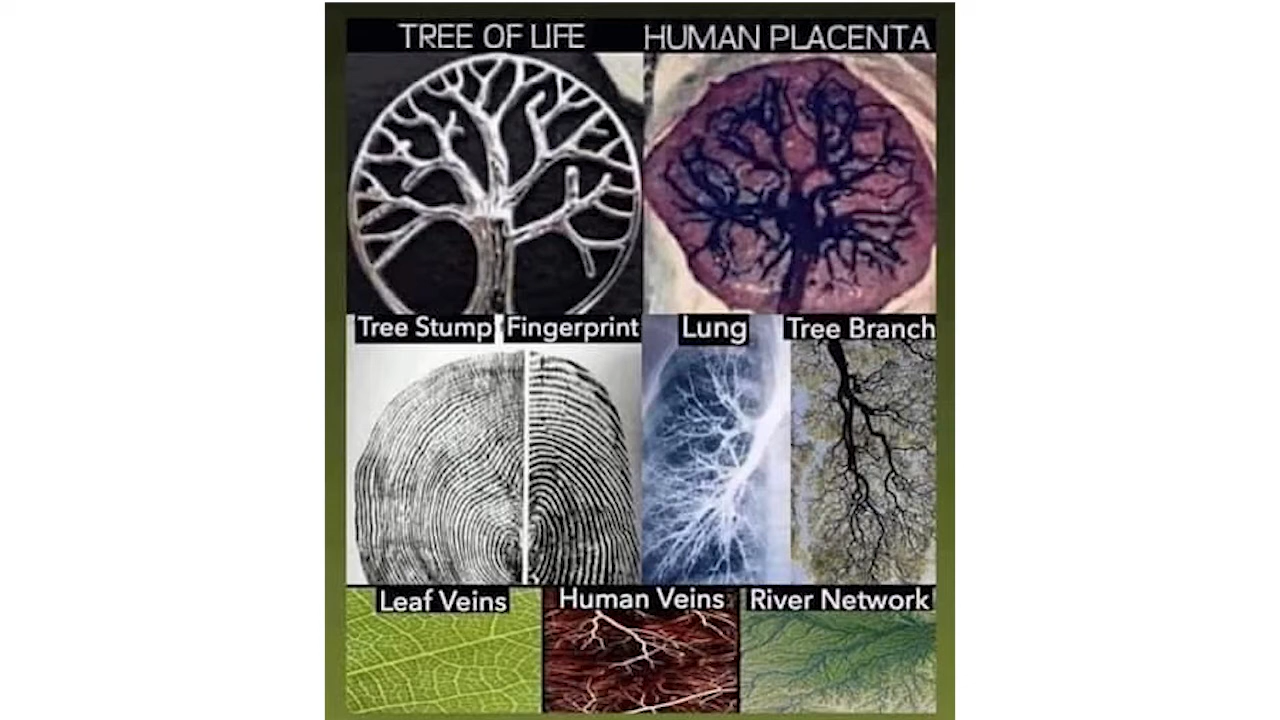 TREE OF LIFE
HUMAN PLACENTA
Tree Stump
Fingerprint
Lung
Tree Branch
Leaf Veins
Human Veins
River Network